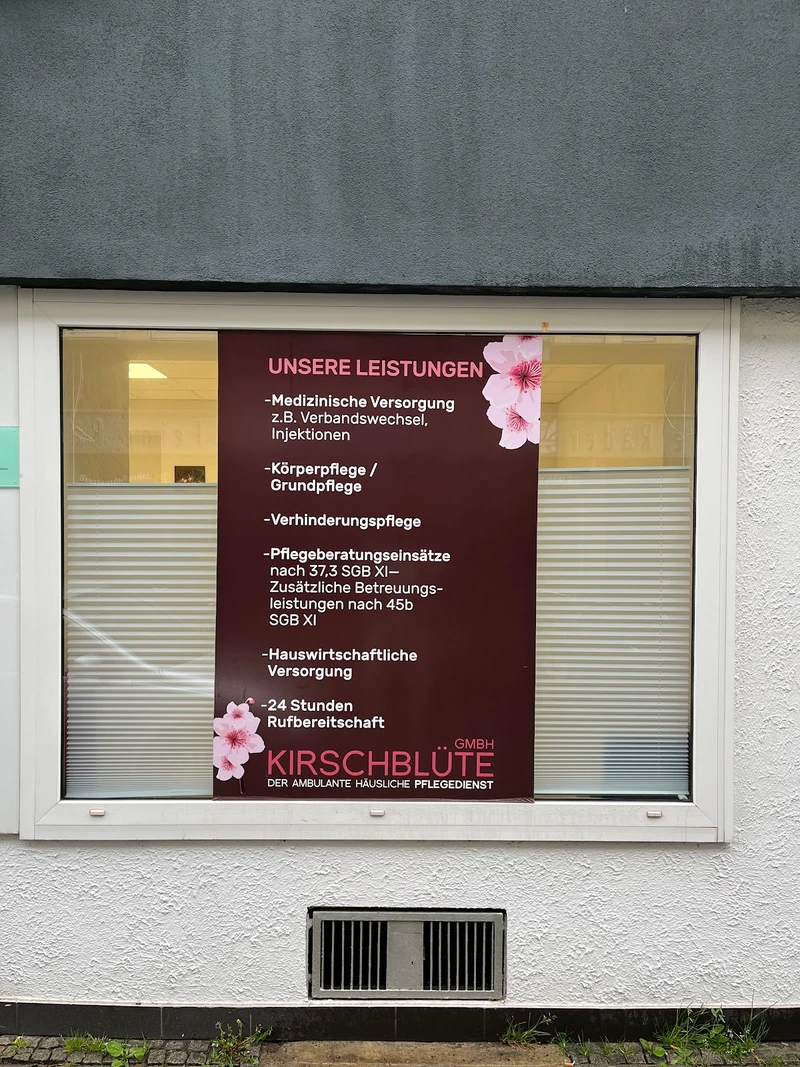 UNSERE LEISTUNGEN
-Medizinische Versorgung
z.B. Verbandswechsel,
Injektionen
-Körperpflege /
Grundpflege
-Verhinderungspflege
-Pflegeberatungseinsätze
nach 37,3 SGB XI—
Zusätzliche Betreuungs-
leistungen nach 45b
SGB XI
-Hauswirtschaftliche
Versorgung
-24 Stunden
Rufbereitschaft
GMBH
KIRSCHBLÜTE
DER AMBULANTE HÄUSLICHE PFLEGEDIENST